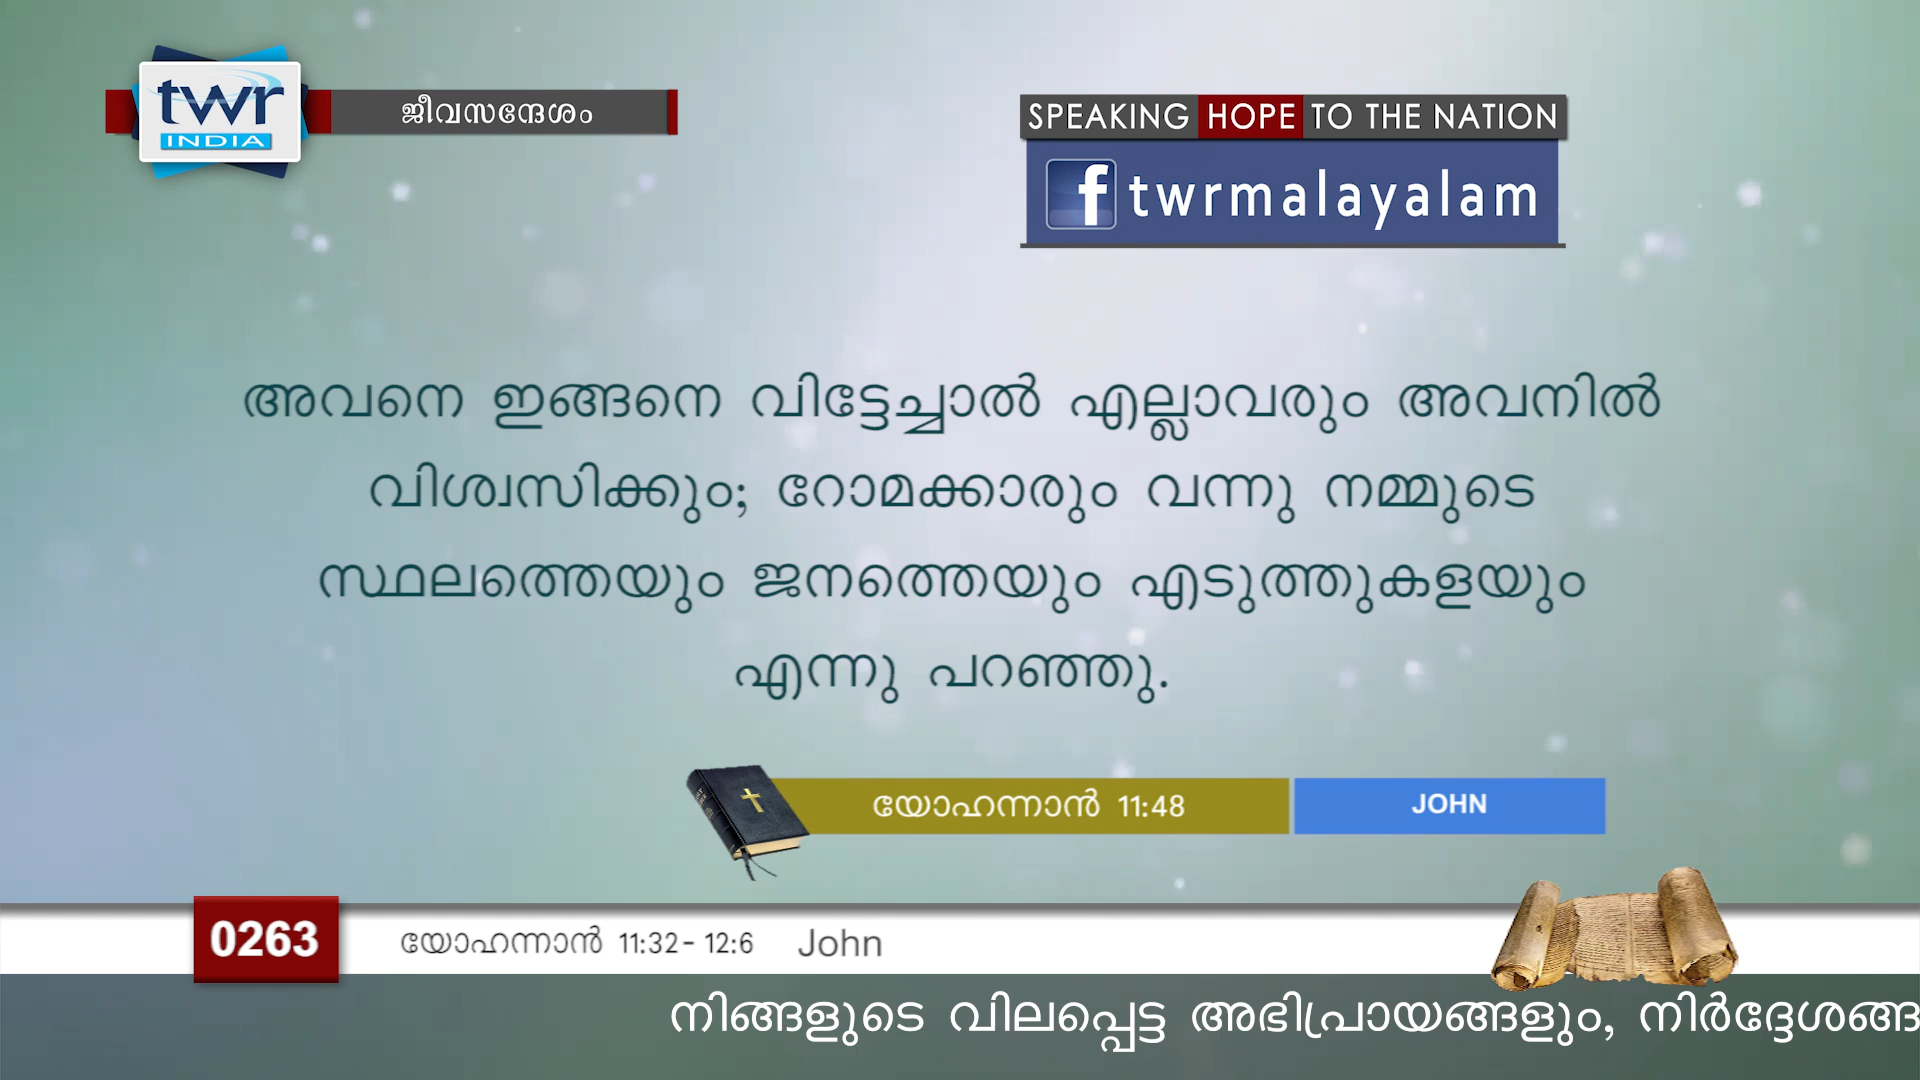 twr
INDIA
ജീവസന്ദേശം
SPEAKING HOPE TO THE NATION
f twrmalayalam
അവനെ ഇങ്ങനെ വിട്ടേച്ചാൽ എല്ലാവരും അവനിൽ
വിശ്വസിക്കും; റോമക്കാരും വന്നു നമ്മുടെ
സ്ഥലത്തെയും ജനത്തെയും എടുത്തുകളയും
എന്നു പറഞ്ഞു.
യോഹന്നാൻ 11:48
JOHN
0263
യോഹന്നാൻ 11:32- 12:6 John
നിങ്ങളുടെ വിലപ്പെട്ട അഭിപ്രായങ്ങളും, നിർദ്ദേശങ്ങ